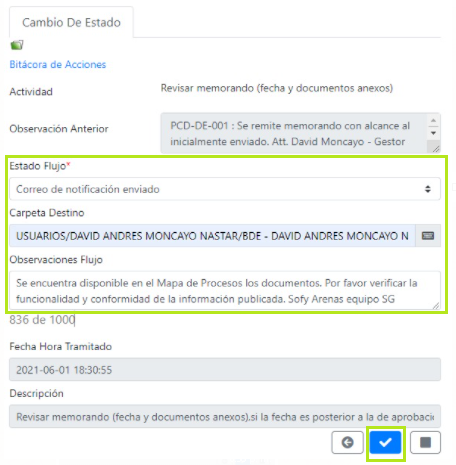 Cambio De Estado
Bitácora de Acciones
Actividad
Revisar memorando (fecha y documentos anexos)
Observación Anterior
PCD-DE-001 : Se remite memorando con alcance al
inicialmente enviado. Att. David Moncayo - Gestor
Estado Flujo*
Correo de notificación enviado
Carpeta Destino
USUARIOS/DAVID ANDRES MONCAYO NASTAR/BDE - DAVID ANDRES MONCAYO N
Observaciones Flujo
Se encuentra disponible en el Mapa de Procesos los documentos. Por favor verificar la
funcionalidad y conformidad de la información publicada. Sofy Arenas equipo SG
836 de 1000
Fecha Hora Tramitado
2021-06-01 18:30:55
Descripción
Revisar memorando (fecha y documentos anexos),si la fecha es posterior a la de aprobació